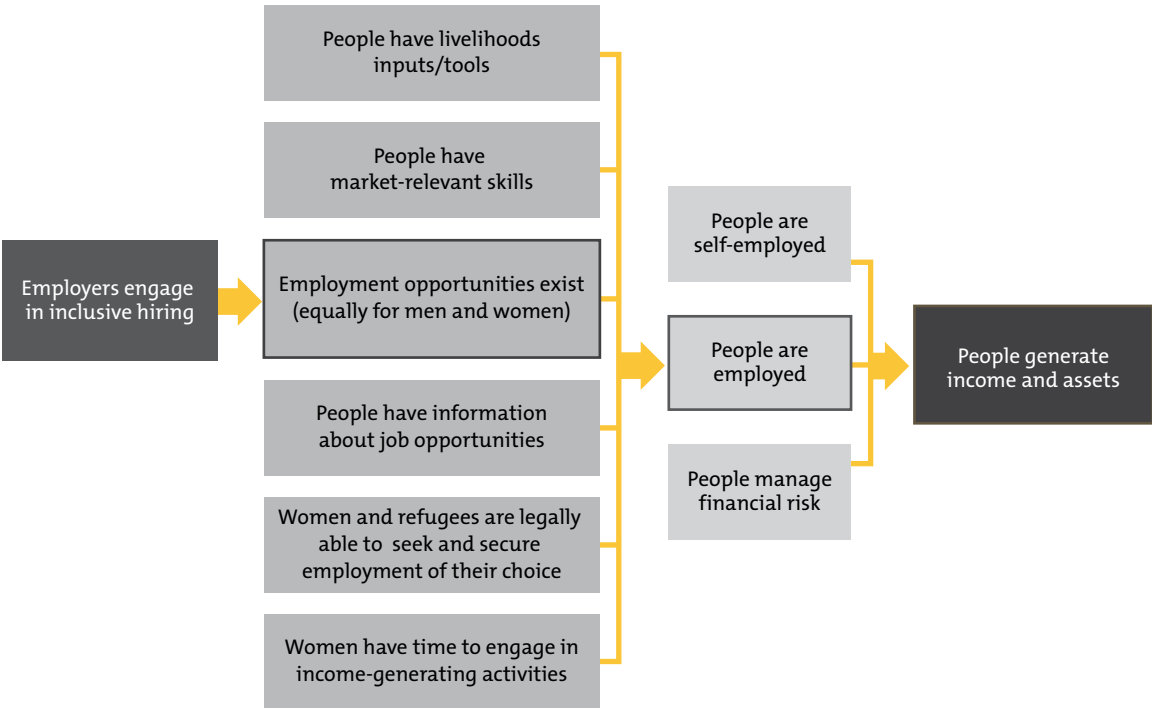 People have livelihoods
inputs/tools
People have
market-relevant skills
Employers engage
in inclusive hiring
Employment opportunities exist
(equally for men and women)
People have information
about job opportunities
Women and refugees are legally
able to seek and secure
employment of their choice
Women have time to engage in
income-generating activities
People are
self-employed
People are
employed
People manage
financial risk
People generate
income and assets